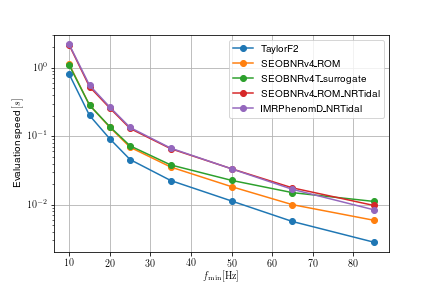 TaylorF2
SEOBNRv4_ROM
SEOBNRv4T_surrogate
SEOBNRv4_ROM_NRTidal
IMRPhenomD_NRTidal
Evaluation speed [s]
10^0
10^-1
10^-2
10 20 30 40 50 60 70 80
f_min [Hz]